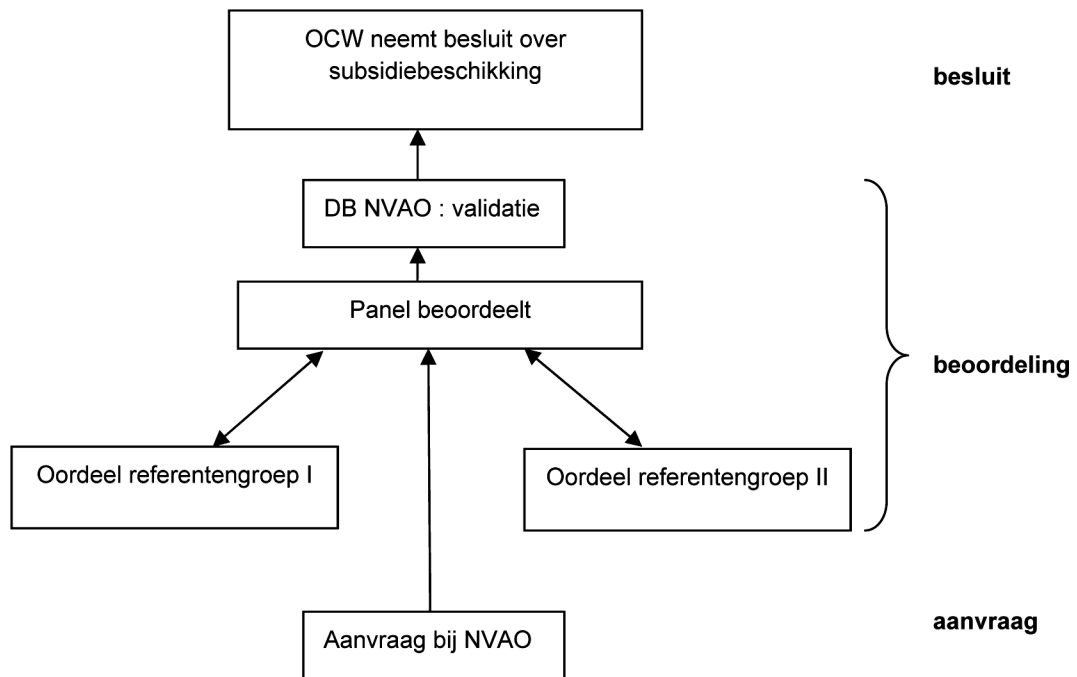 OCW neemt besluit over
subsidiebeschikking
besluit
DB NVAO : validatie
Panel beoordeelt
beoordeling
Oordeel referentengroep I
Oordeel referentengroep II
Aanvraag bij NVAO
aanvraag